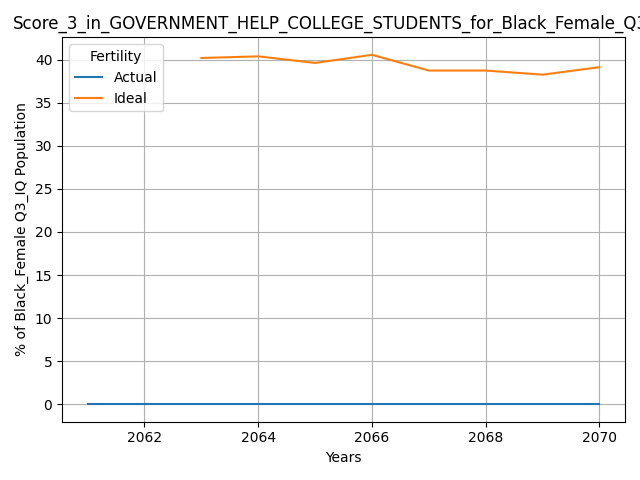 Score_3_in_GOVERNMENT_HELP_COLLEGE_STUDENTS_for_Black_Female_Q3
Fertility
Actual
Ideal
% of Black_Female Q3_IQ Population
40
35
30
25
20
15
10
5
0
2062 2064 2066 2068 2070
Years